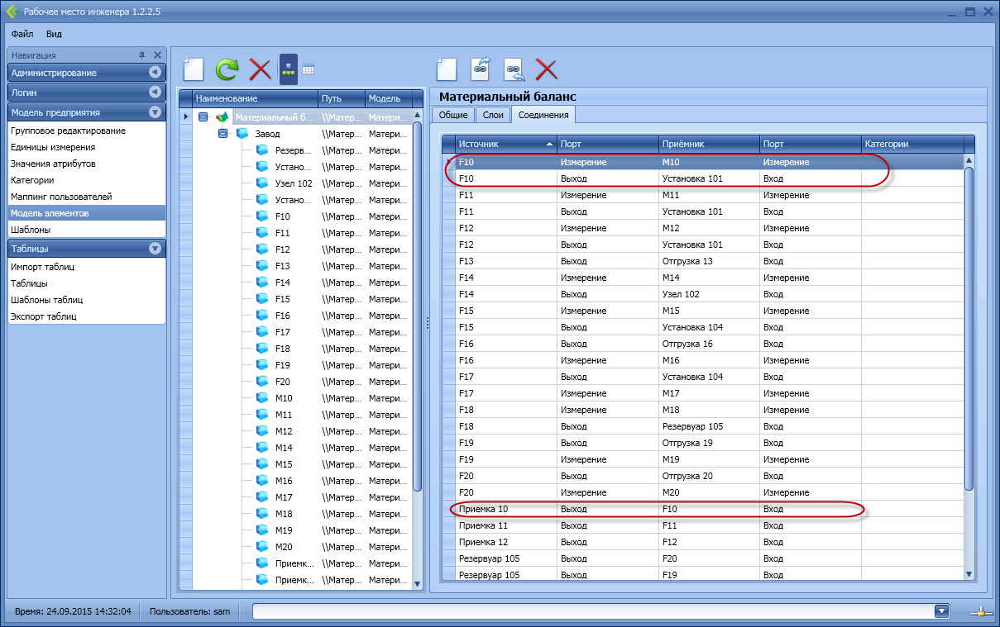 Рабочее место инженера 1.2.2.5
Файл Вид
Навигация
Администрирование
Логин
Модель предприятия
Групповое редактирование
Единицы измерения
Значения атрибутов
Категории
Маппинг пользователей
Модель элементов
Шаблоны
Таблицы
Импорт таблиц
Таблицы
Шаблоны таблиц
Экспорт таблиц
Наименование Путь Модель
Материальный б... \\Матер... Матери...
Завод \\Матер... Матери...
Резерв... \\Матер... Матери...
Устано... \\Матер... Матери...
Узел 102 \\Матер... Матери...
Устано... \\Матер... Матери...
F10 \\Матер... Матери...
F11 \\Матер... Матери...
F12 \\Матер... Матери...
F13 \\Матер... Матери...
F14 \\Матер... Матери...
F15 \\Матер... Матери...
F16 \\Матер... Матери...
F17 \\Матер... Матери...
F18 \\Матер... Матери...
F19 \\Матер... Матери...
F20 \\Матер... Матери...
M10 \\Матер... Матери...
M11 \\Матер... Матери...
M12 \\Матер... Матери...
M14 \\Матер... Матери...
M15 \\Матер... Матери...
M16 \\Матер... Матери...
M17 \\Матер... Матери...
M18 \\Матер... Матери...
M19 \\Матер... Матери...
M20 \\Матер... Матери...
Приемк... \\Матер... Матери...
Приемк... \\Матер... Матери...
Материальный баланс
Общие Слои Соединения
Источник Порт Приёмник Порт Категории
F10 Измерение M10 Измерение
F10 Выход Установка 101 Вход
F11 Измерение M11 Измерение
F11 Выход Установка 101 Вход
F12 Измерение M12 Измерение
F12 Выход Установка 101 Вход
F13 Выход Отгрузка 13 Вход
F14 Измерение M14 Измерение
F14 Выход Узел 102 Вход
F15 Измерение M15 Измерение
F15 Выход Установка 104 Вход
F16 Выход Отгрузка 16 Вход
F16 Измерение M16 Измерение
F17 Выход Установка 104 Вход
F17 Измерение M17 Измерение
F18 Измерение M18 Измерение
F18 Выход Резервуар 105 Вход
F19 Выход Отгрузка 19 Вход
F19 Измерение M19 Измерение
F20 Выход Отгрузка 20 Вход
F20 Измерение M20 Измерение
Приемка 10 Выход F10 Вход
Приемка 11 Выход F11 Вход
Приемка 12 Выход F12 Вход
Резервуар 105 Выход F20 Вход
Резервуар 105 Выход F19 Вход
Время: 24.09.2015 14:32:04 Пользователь: sam